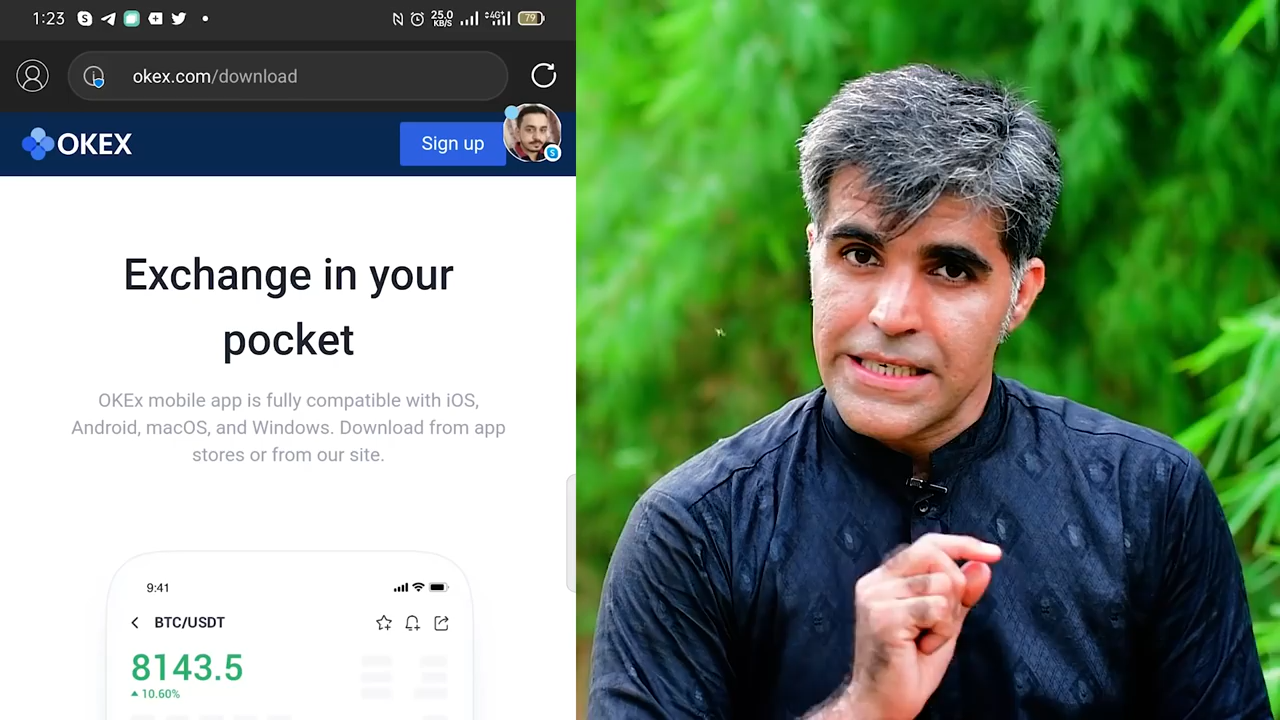 1:23
25.0
KB/S
4G+
79
okex.com/download
OKEX
Sign up
S
Exchange in your
pocket
OKEx mobile app is fully compatible with iOS,
Android, macOS, and Windows. Download from app
stores or from our site.
9:41
BTC/USDT
8143.5
10.60%